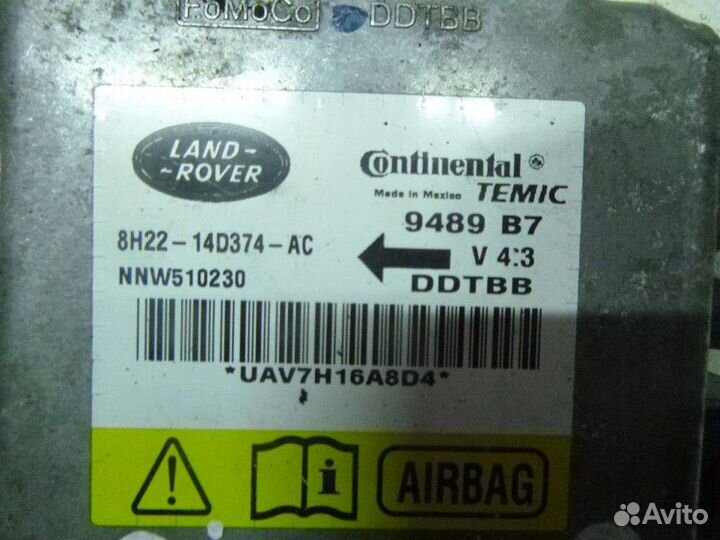 FoMoCo DDTBB
LAND-
-ROVER
Continental
Made in Mexico TEMIC
9489 B7
8H22-14D374-AC
V 4.3
NNW510230
DDTBB
*UAV7H16A8D4*
! i AIRBAG
Avito